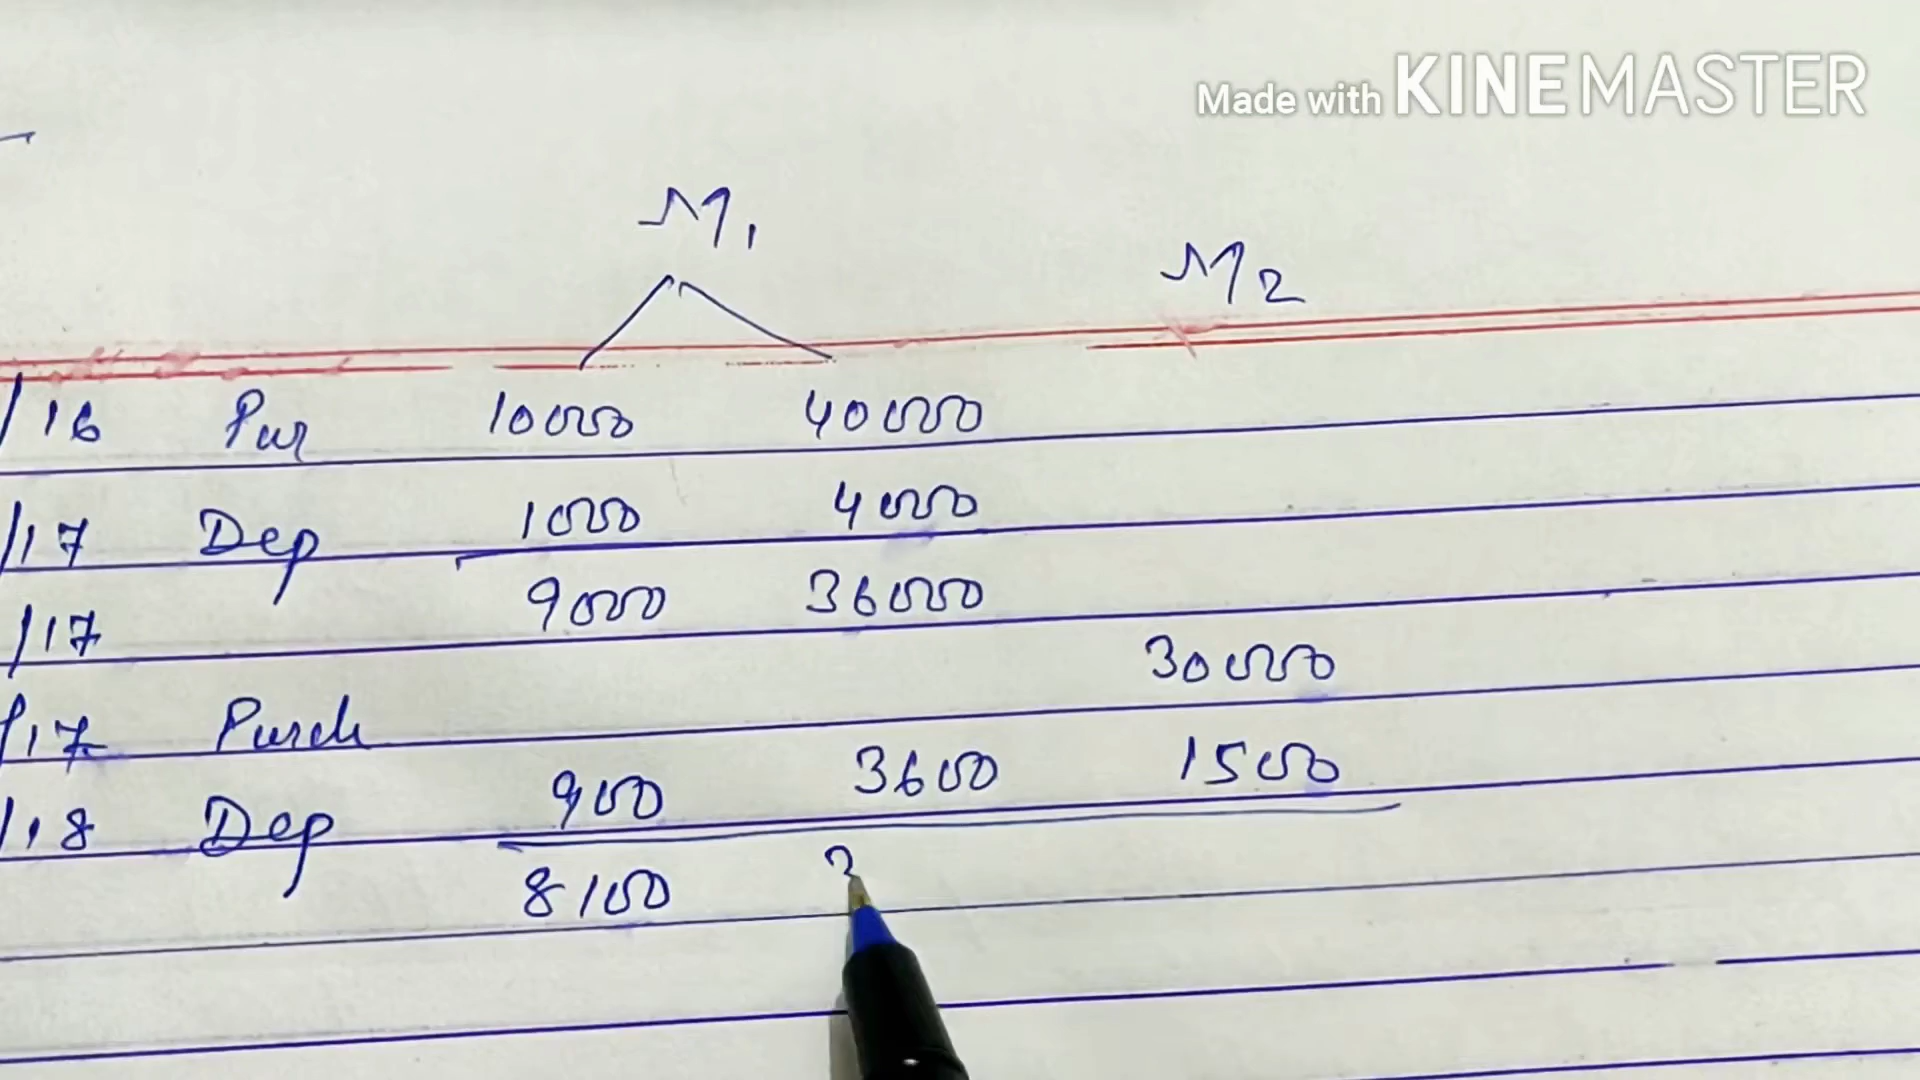 Made with KINEMASTER
M1
M2
/16 Pur 10000 40000
/17 Dep 1000 4000
/17 9000 36000
30000
/17 Purch
/18 Dep 900 3600 1500
8100 3